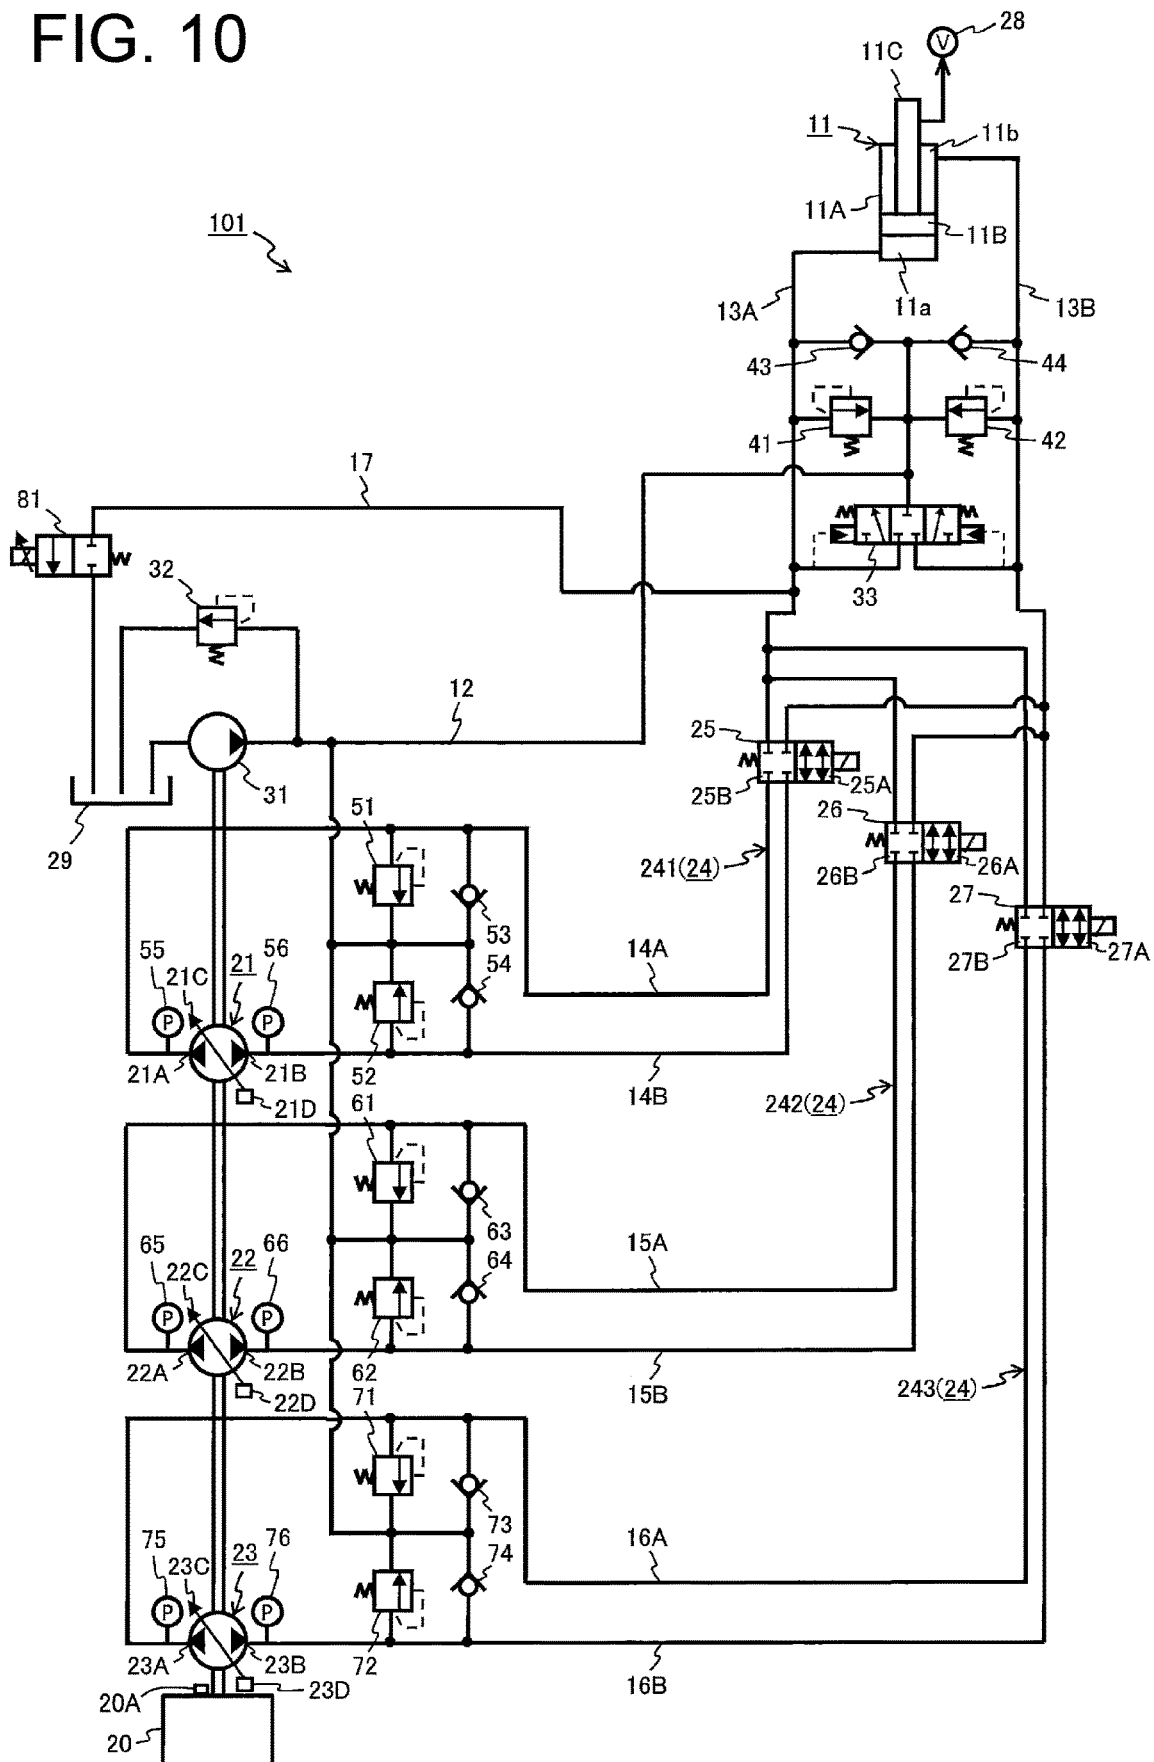 FIG. 10
28
V
11C
11
11b
11A
101
11B
11a
13A
13B
43
44
41
42
17
81
32
33
12
25
31
25B
25A
51
26
29
241(24)
26B
26A
27
53
55
56
54
14A
27B
27A
21C
21
P
P
21A
21B
52
14B
21D
61
242(24)
63
65
66
64
15A
22C
22
P
P
22A
22B
62
15B
22D
71
243(24)
73
75
76
74
16A
23C
23
P
P
23A
23B
72
16B
20A
23D
20